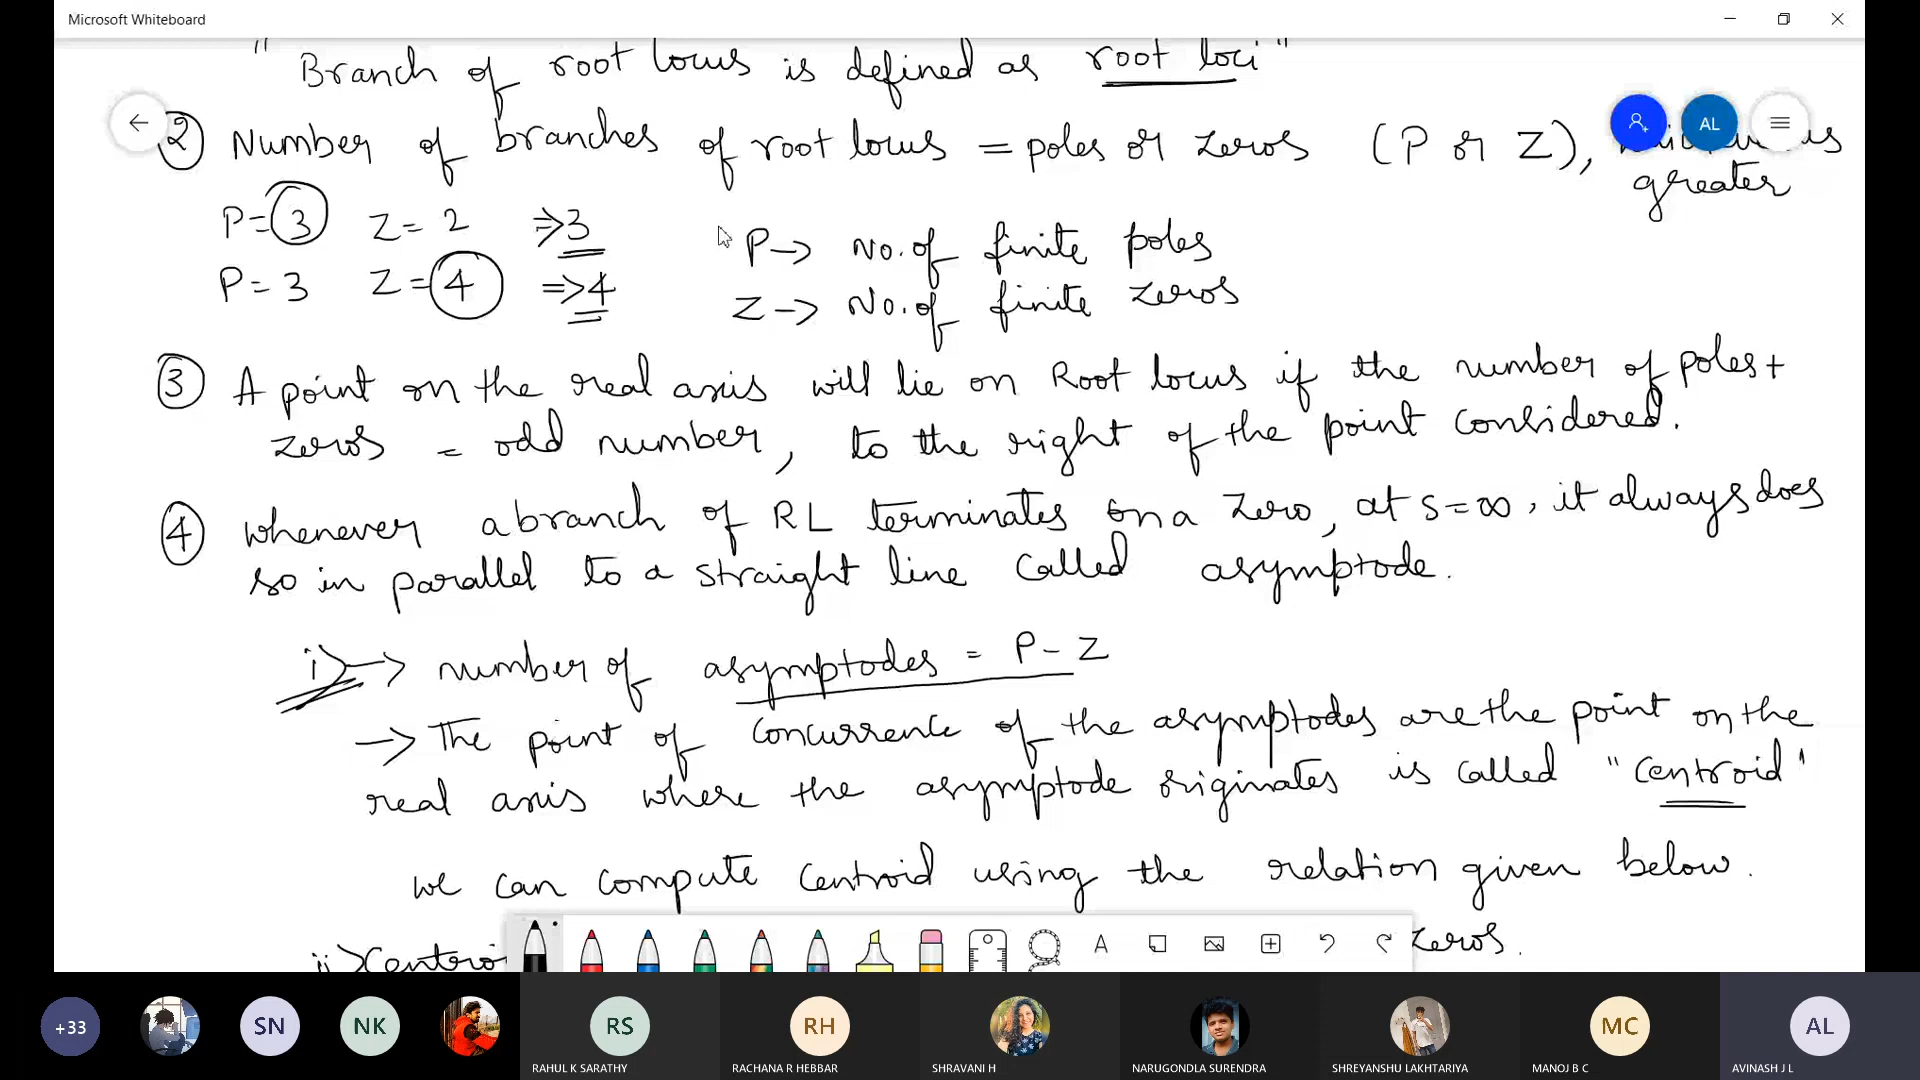 Microsoft Whiteboard
" Branch of root locus is defined as root loci "
② Number of branches of root locus = poles or zeros (P or Z),
greater
P = 3 Z = 2 ⇒ 3
P → No. of finite poles
P = 3 Z = 4 ⇒ 4
Z → No. of finite zeros
③ A point on the real axis will lie on Root locus if the number of poles +
zeros = odd number, to the right of the point considered.
④ whenever a branch of RL terminates on a zero, at s = ∞, it always does
so in parallel to a straight line called asymptode.
i) → number of asymptodes = P - Z
→ The point of concurrence of the asymptodes are the point on the
real axis where the asymptode originates is called "centroid"
we can compute centroid using the relation given below.
ii) zeros.
AL
A
+33
SN
NK
RS
RH
MC
AL
RAHUL K SARATHY
RACHANA R HEBBAR
SHRAVANI H
NARUGONDLA SURENDRA
SHREYANSHU LAKHTARIYA
MANOJ B C
AVINASH J L